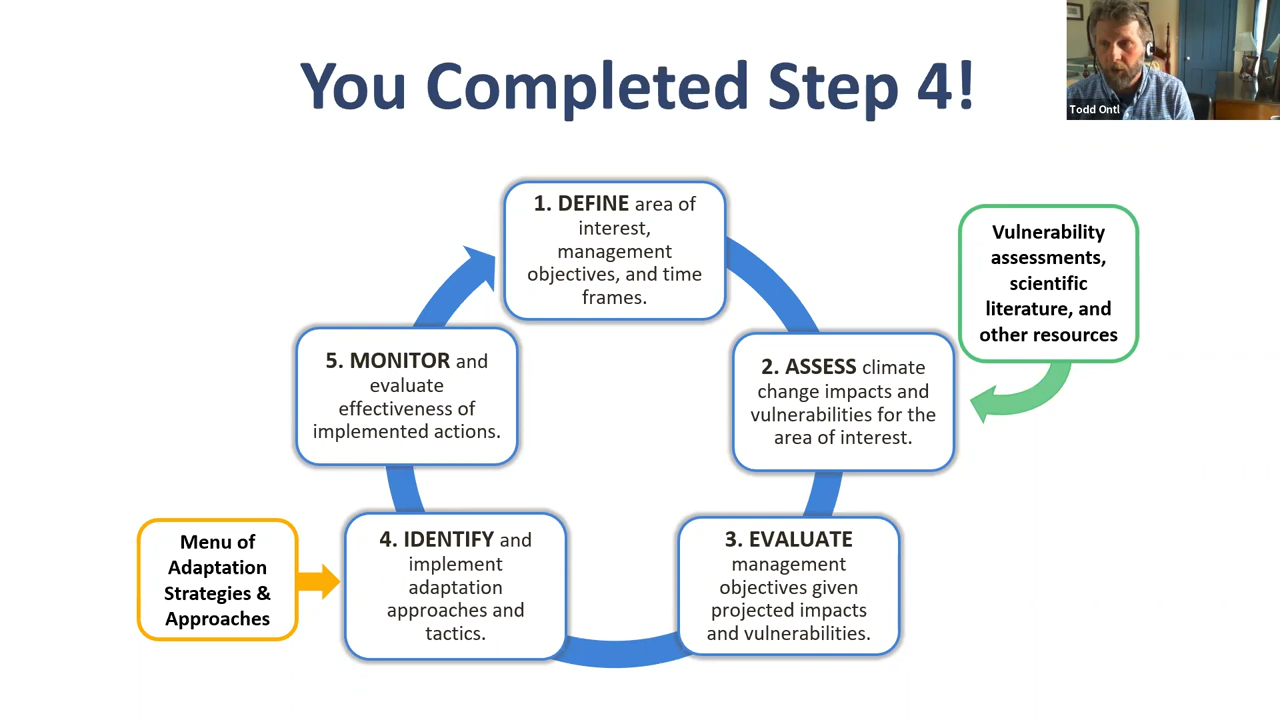 You Completed Step 4!
Todd Ontl
1. DEFINE area of
interest,
management
objectives, and time
frames.
Vulnerability
assessments,
scientific
literature, and
other resources
2. ASSESS climate
change impacts and
vulnerabilities for the
area of interest.
3. EVALUATE
management
objectives given
projected impacts
and vulnerabilities.
4. IDENTIFY and
implement
adaptation
approaches and
tactics.
Menu of
Adaptation
Strategies &
Approaches
5. MONITOR and
evaluate
effectiveness of
implemented actions.